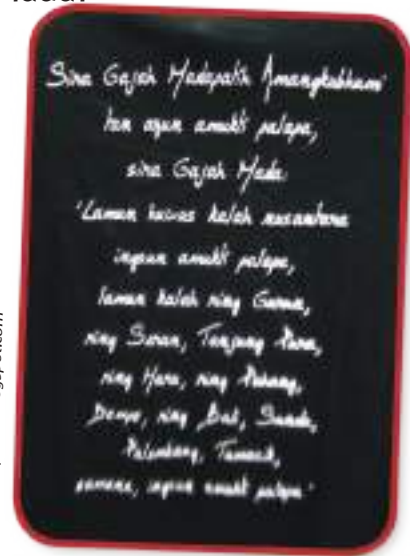 Sira Gajah Madapatih Amangkubhumi
tan ayun amukti palapa,
sira Gajah Mada
'Lamun huwus kalah nusantara
ingsun amukti palapa,
lamun kalah ring Gurun,
ring Seran, Tanjung Pura,
ring Haru, ring Pahang,
Dompo, ring Bali, Sunda,
Palembang, Tumasik,
samana, ingsun amukti palapa'